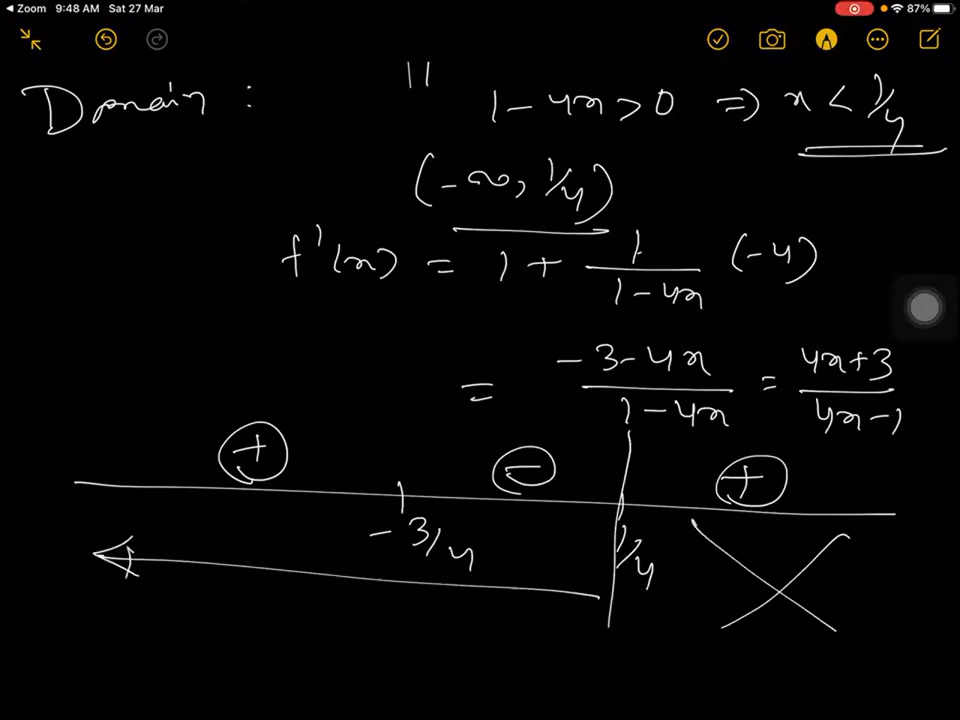 Zoom 9:48 AM Sat 27 Mar 87%
Domain : 1 - 4x > 0 => x < 1/4
(-∞, 1/4)
f'(x) = 1 + 1/(1-4x) (-4)
= (-3-4x)/(1-4x) = (4x+3)/(4x-1)
+ - +
-3/4 1/4